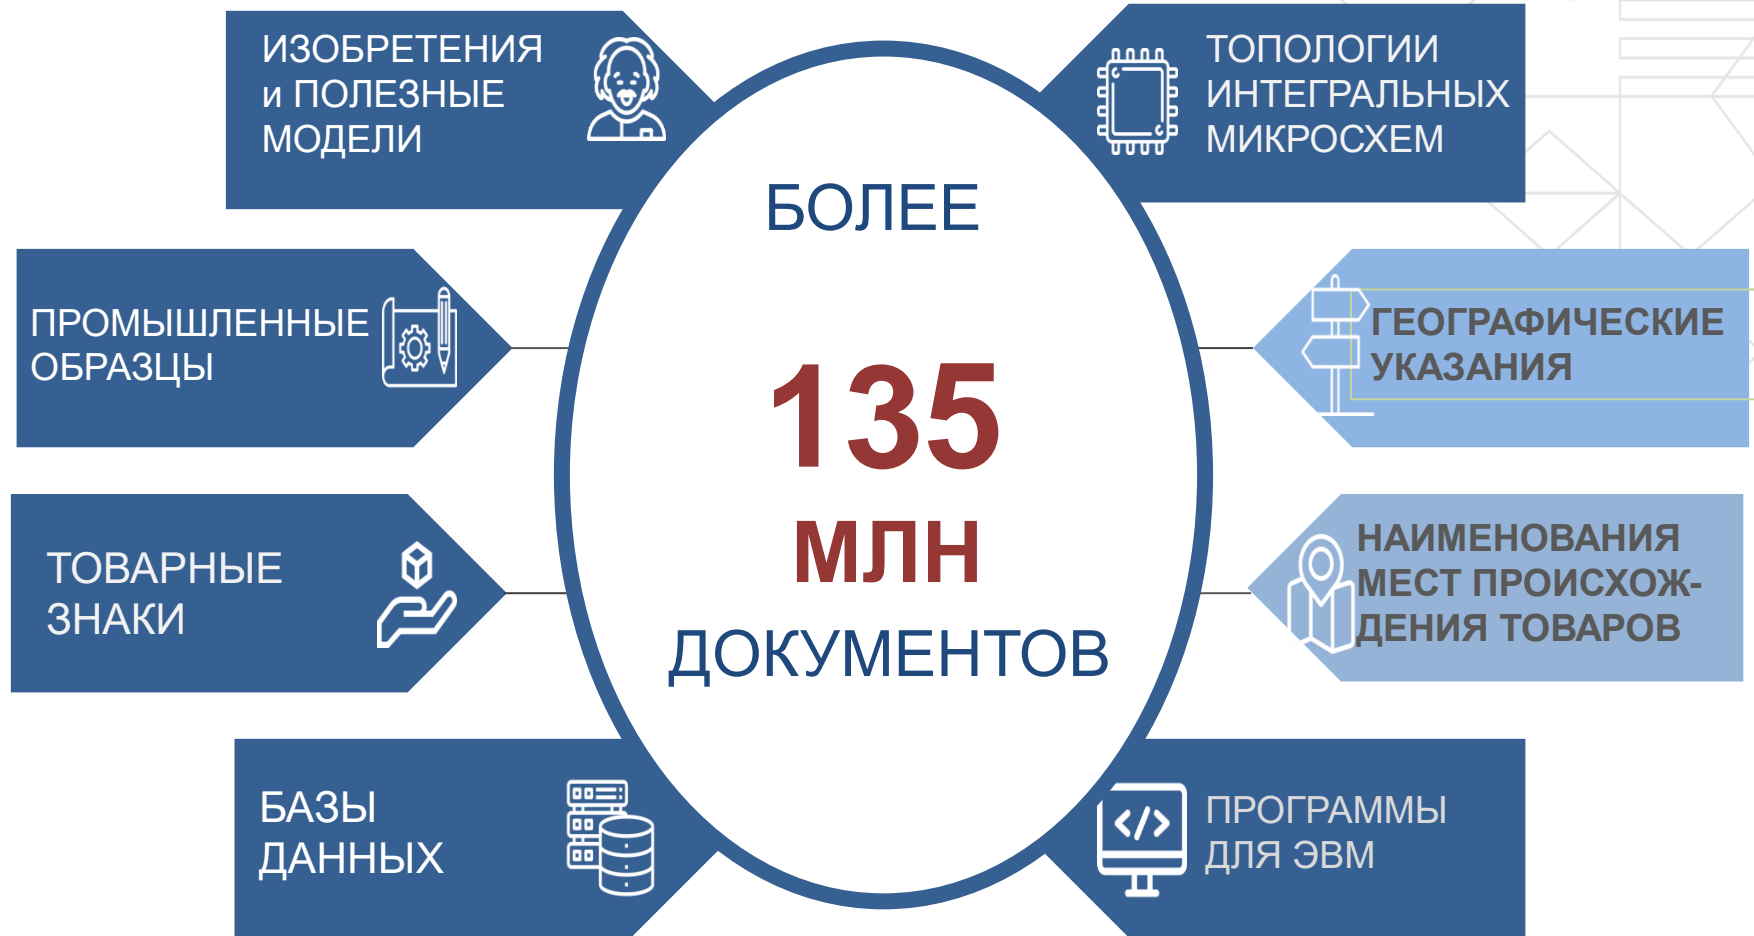 ИЗОБРЕТЕНИЯ
и ПОЛЕЗНЫЕ
МОДЕЛИ
ТОПОЛОГИИ
ИНТЕГРАЛЬНЫХ
МИКРОСХЕМ
ПРОМЫШЛЕННЫЕ
ОБРАЗЦЫ
БОЛЕЕ
135
МЛН
ДОКУМЕНТОВ
ГЕОГРАФИЧЕСКИЕ
УКАЗАНИЯ
ТОВАРНЫЕ
ЗНАКИ
НАИМЕНОВАНИЯ
МЕСТ ПРОИСХОЖ-
ДЕНИЯ ТОВАРОВ
БАЗЫ
ДАННЫХ
</>
ПРОГРАММЫ
ДЛЯ ЭВМ